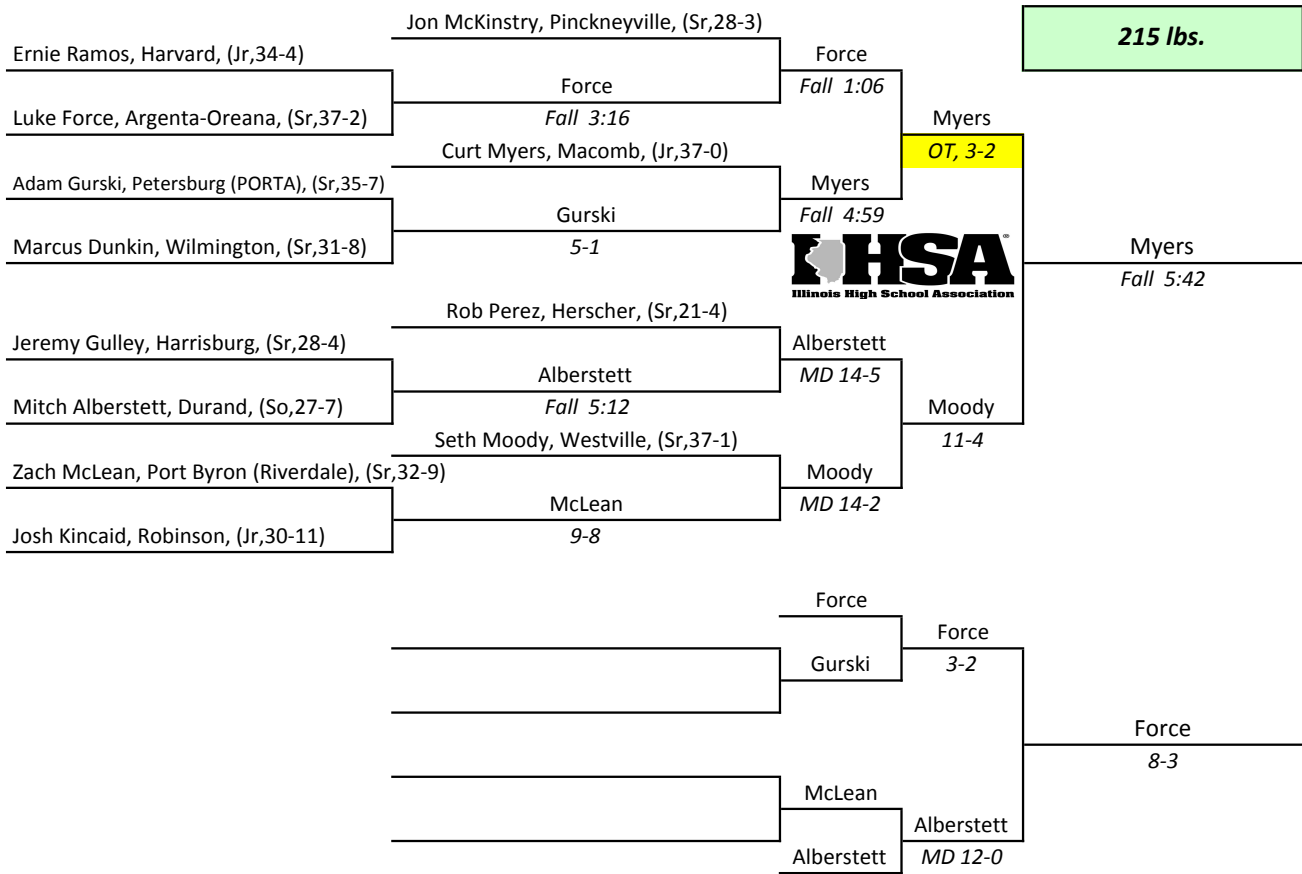 Jon McKinstry, Pinckneyville, (Sr,28-3)
215 lbs.
Ernie Ramos, Harvard, (Jr,34-4)
Force
Force
Fall 1:06
Luke Force, Argenta-Oreana, (Sr,37-2)
Fall 3:16
Myers
Curt Myers, Macomb, (Jr,37-0)
OT, 3-2
Adam Gurski, Petersburg (PORTA), (Sr,35-7)
Myers
Gurski
Fall 4:59
Marcus Dunkin, Wilmington, (Sr,31-8)
5-1
IHSA®
Myers
Illinois High School Association
Fall 5:42
Rob Perez, Herscher, (Sr,21-4)
Jeremy Gulley, Harrisburg, (Sr,28-4)
Alberstett
Alberstett
MD 14-5
Mitch Alberstett, Durand, (So,27-7)
Fall 5:12
Moody
Seth Moody, Westville, (Sr,37-1)
11-4
Zach McLean, Port Byron (Riverdale), (Sr,32-9)
Moody
McLean
MD 14-2
Josh Kincaid, Robinson, (Jr,30-11)
9-8
Force
Force
Gurski
3-2
Force
8-3
McLean
Alberstett
Alberstett
MD 12-0